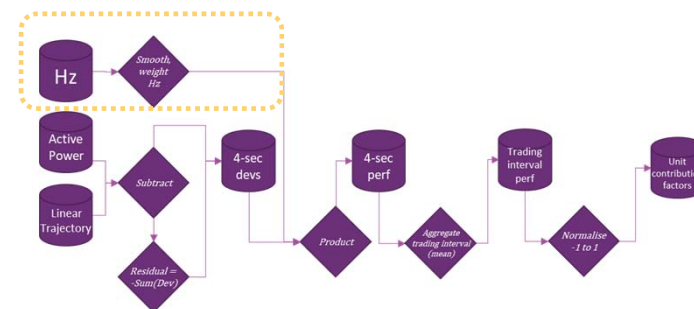 Hz
Smooth,
weight
Hz
Active
Power
Linear
Trajectory
Subtract
Residual =
-Sum(Dev)
4-sec
devs
Product
4-sec
perf
Aggregate
trading interval
(mean)
Trading
interval
perf
Normalise
-1 to 1
Unit
contribution
factors